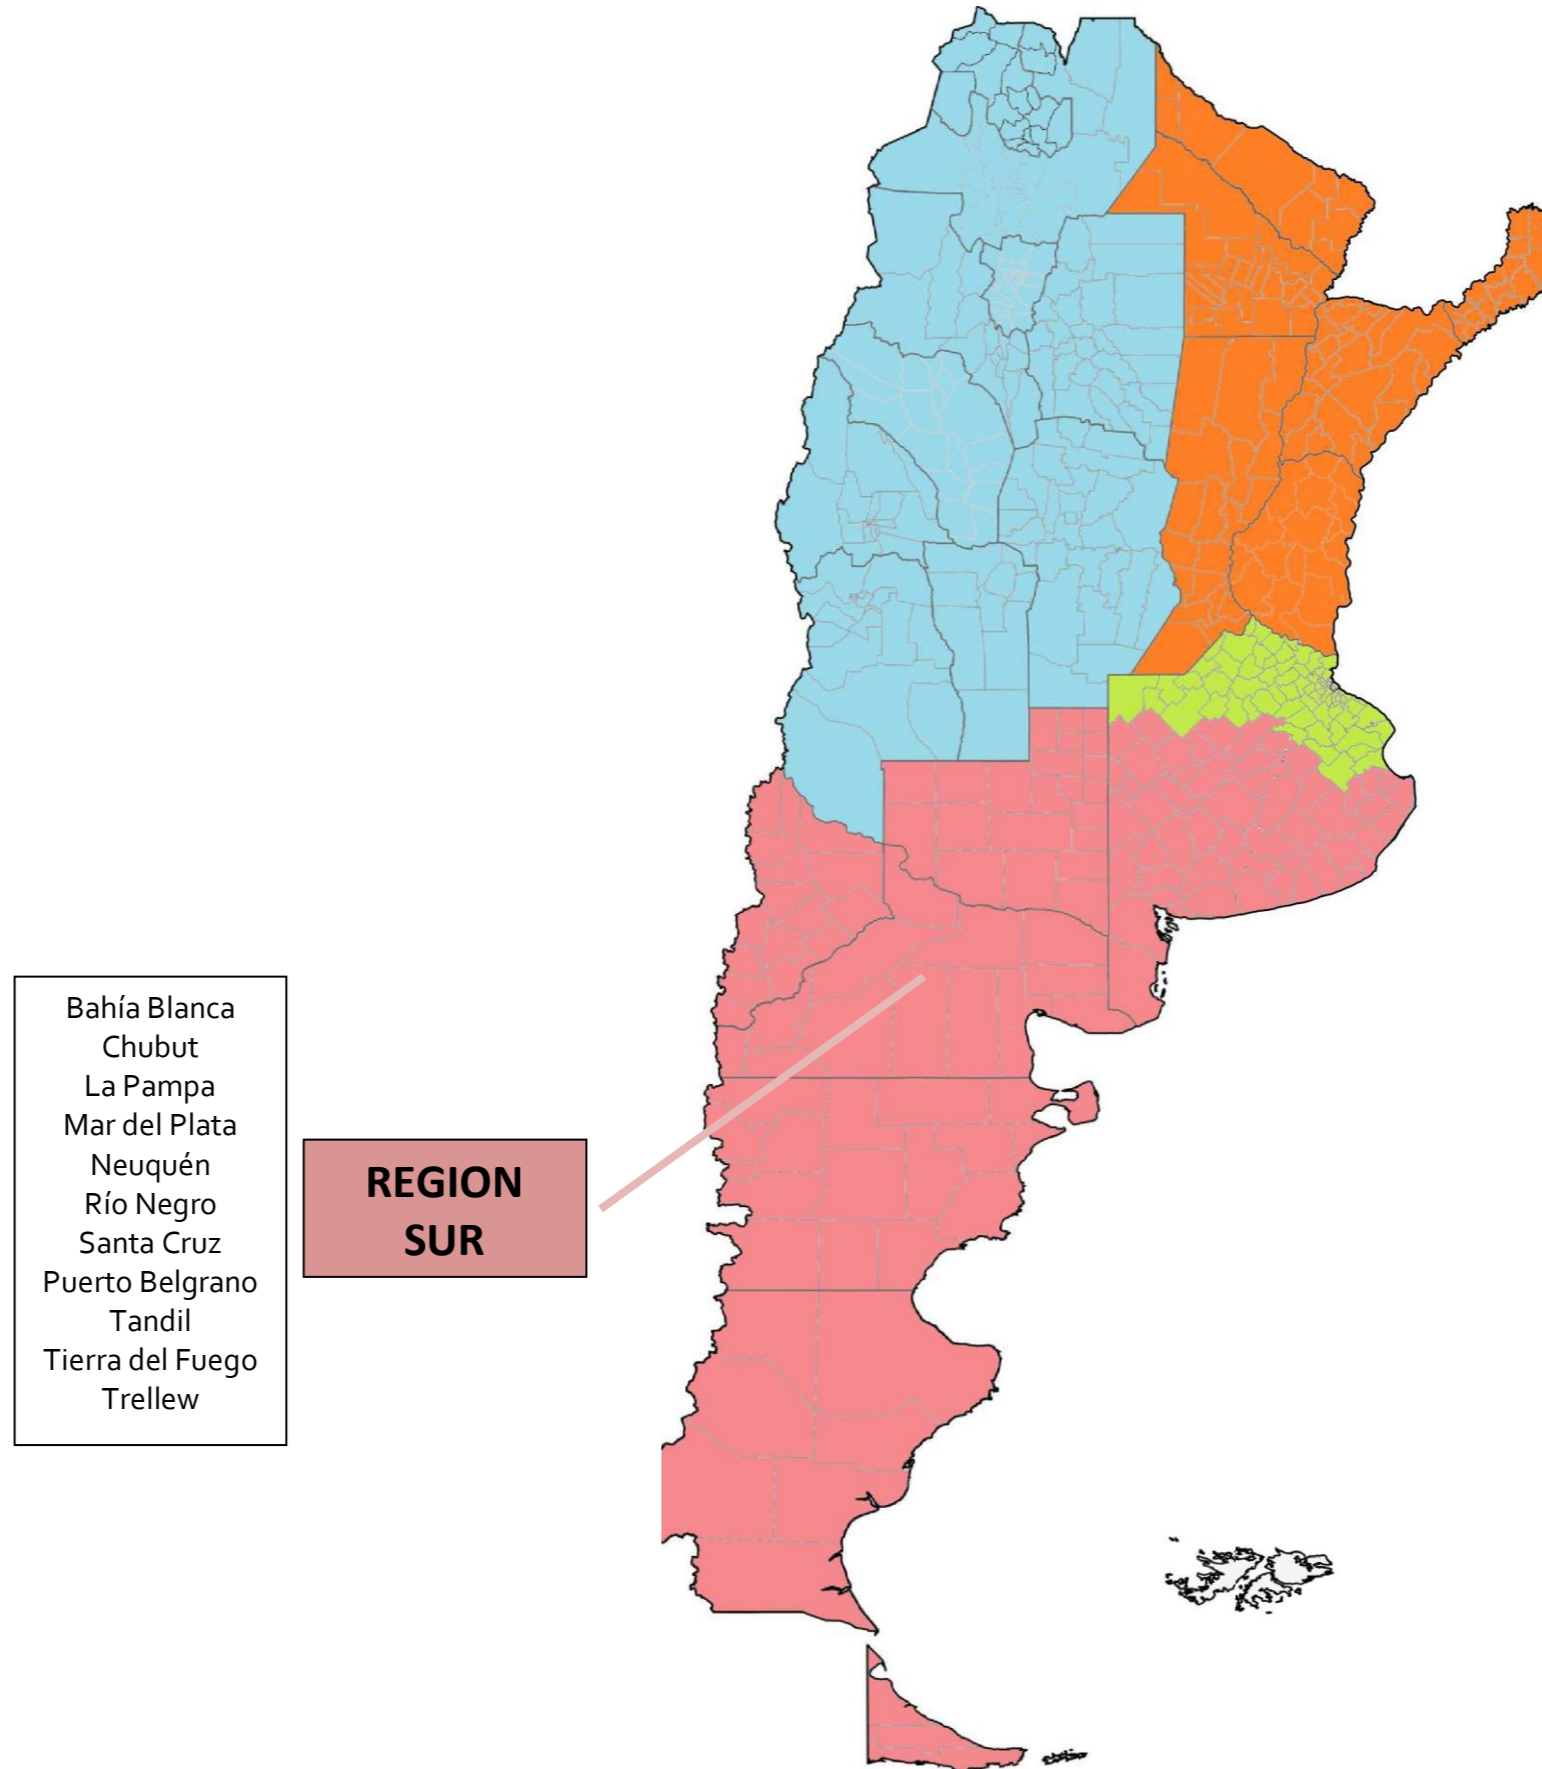 Bahía Blanca
Chubut
La Pampa
Mar del Plata
Neuquén
Río Negro
Santa Cruz
Puerto Belgrano
Tandil
Tierra del Fuego
Trellew
REGION
SUR